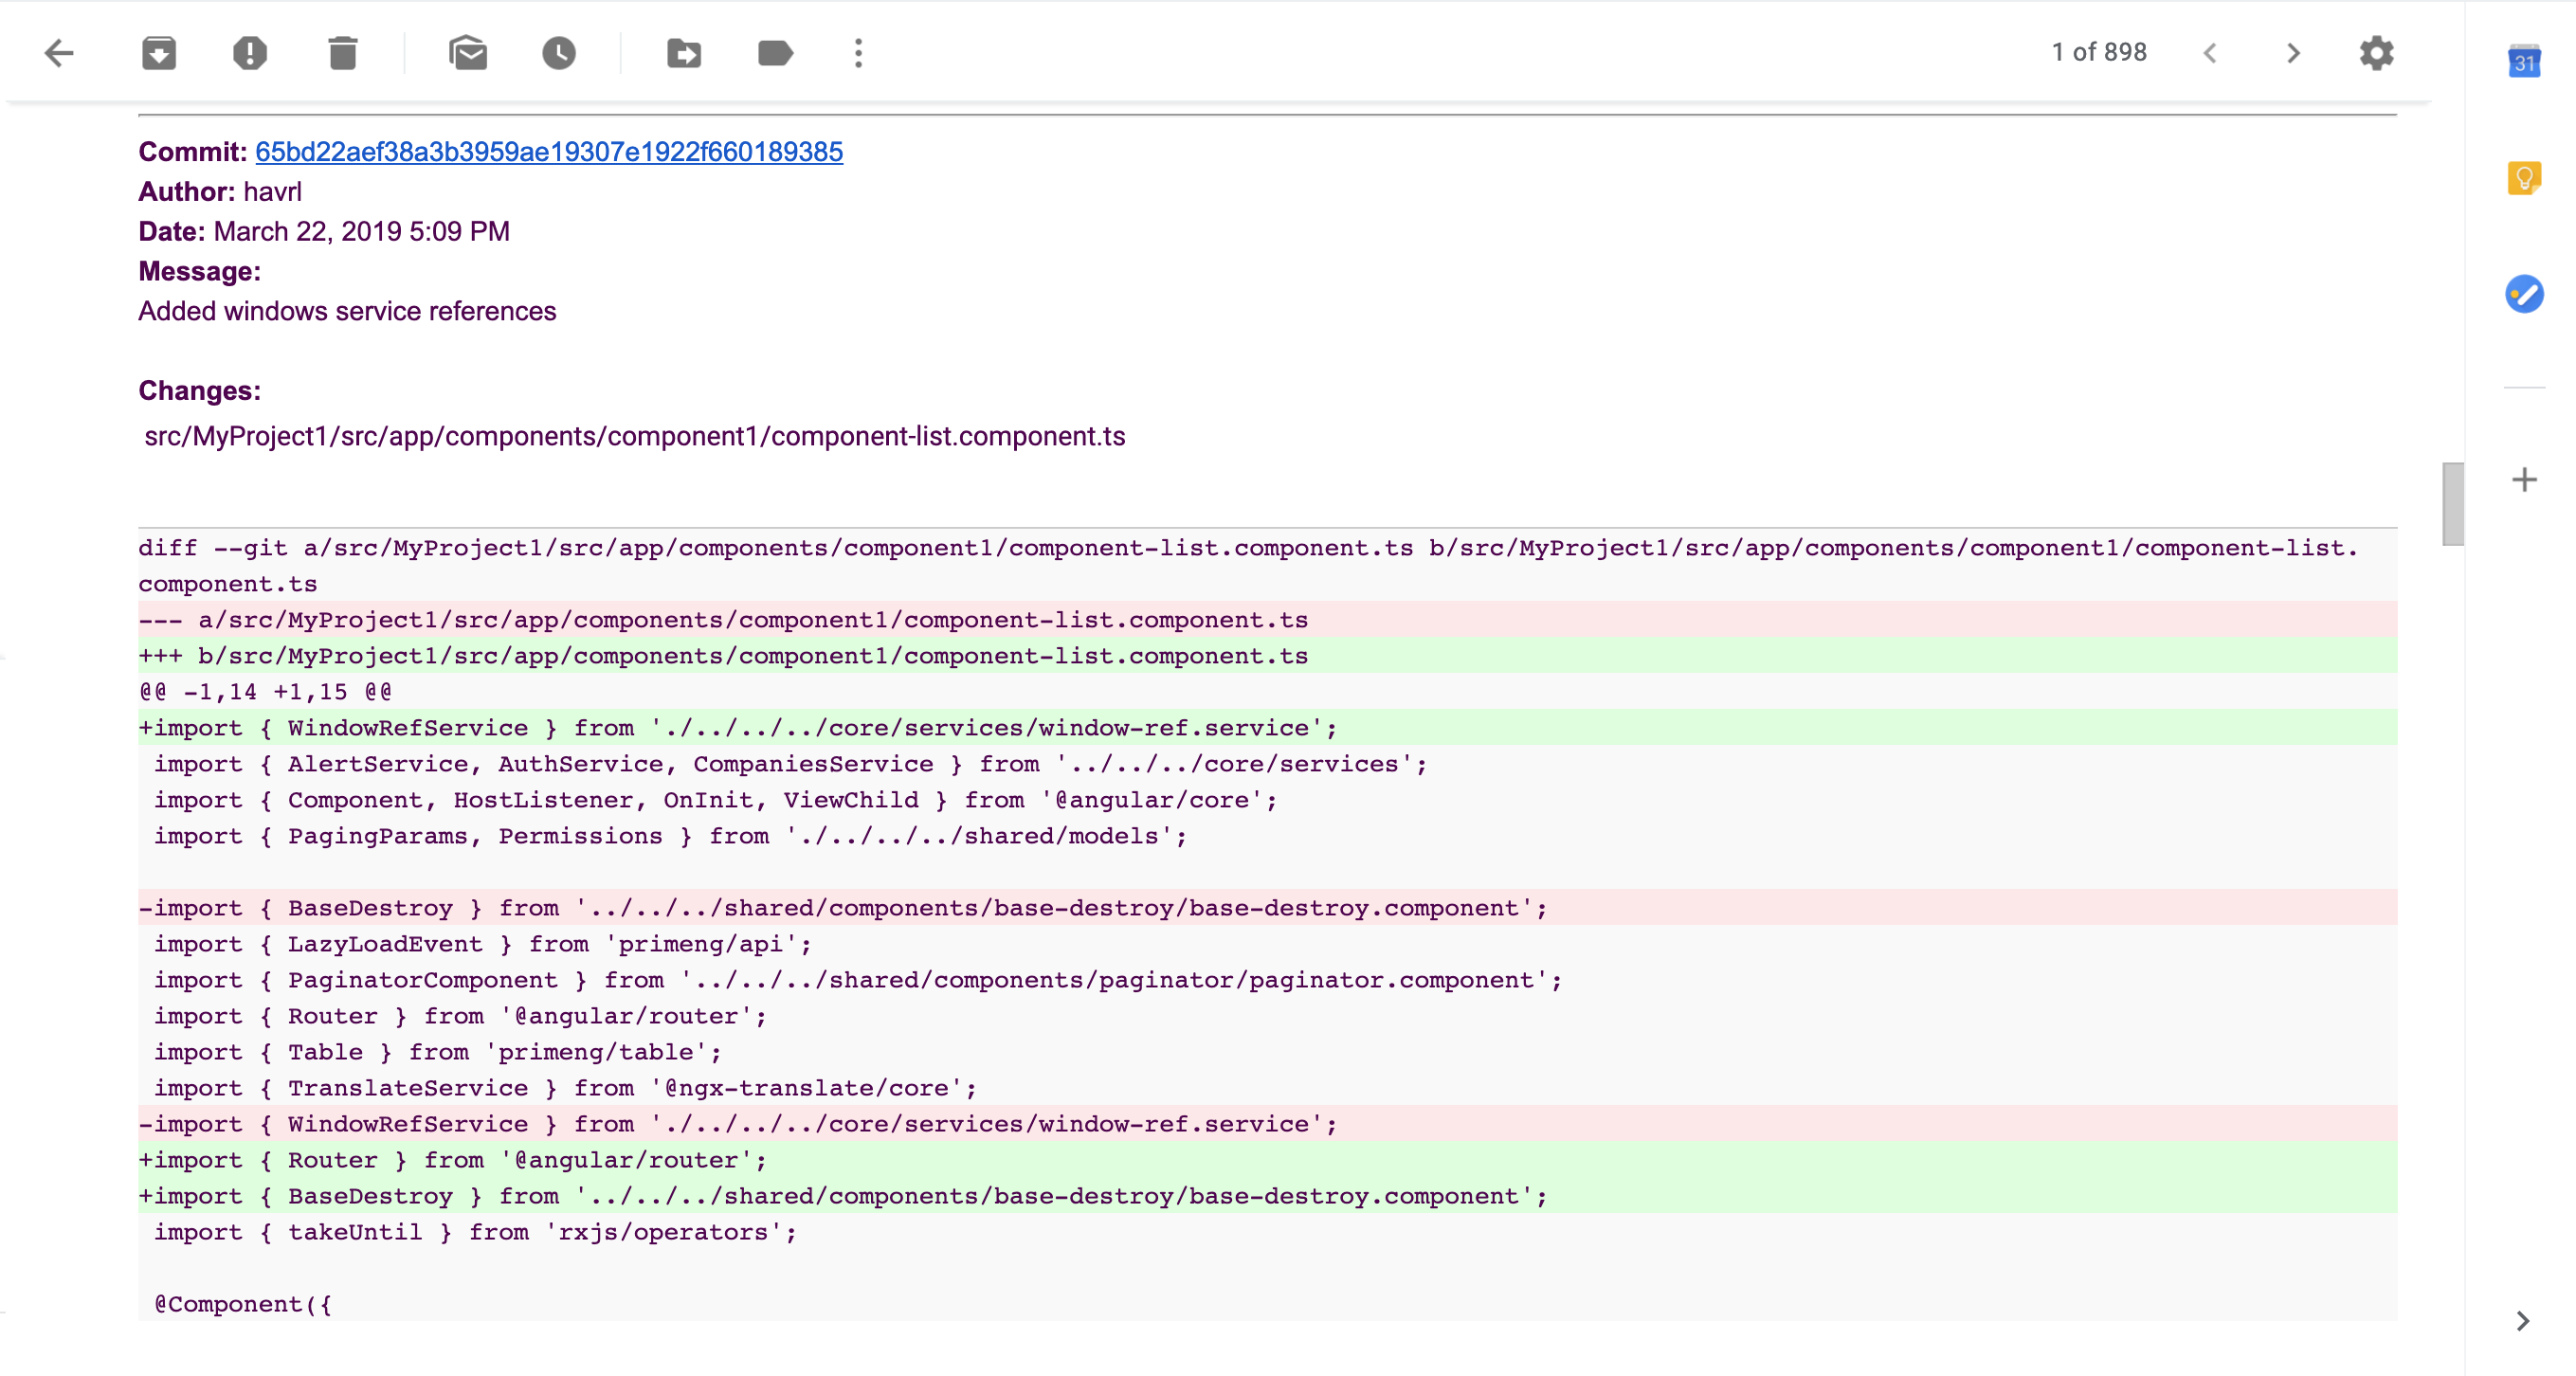 1 of 898
31
Commit: 65bd22aef38a3b3959ae19307e1922f660189385
Author: havrl
Date: March 22, 2019 5:09 PM
Message:
Added windows service references
Changes:
src/MyProject1/src/app/components/component1/component-list.component.ts
diff --git a/src/MyProject1/src/app/components/component1/component-list.component.ts b/src/MyProject1/src/app/components/component1/component-list.
component.ts
--- a/src/MyProject1/src/app/components/component1/component-list.component.ts
+++ b/src/MyProject1/src/app/components/component1/component-list.component.ts
@@ -1,14 +1,15 @@
+import { WindowRefService } from './../../../core/services/window-ref.service';
 import { AlertService, AuthService, CompaniesService } from '../../../core/services';
 import { Component, HostListener, OnInit, ViewChild } from '@angular/core';
 import { PagingParams, Permissions } from './../../../shared/models';
-import { BaseDestroy } from '../../../shared/components/base-destroy/base-destroy.component';
 import { LazyLoadEvent } from 'primeng/api';
 import { PaginatorComponent } from '../../../shared/components/paginator/paginator.component';
 import { Router } from '@angular/router';
 import { Table } from 'primeng/table';
 import { TranslateService } from '@ngx-translate/core';
-import { WindowRefService } from './../../../core/services/window-ref.service';
+import { Router } from '@angular/router';
+import { BaseDestroy } from '../../../shared/components/base-destroy/base-destroy.component';
 import { takeUntil } from 'rxjs/operators';
 @Component({